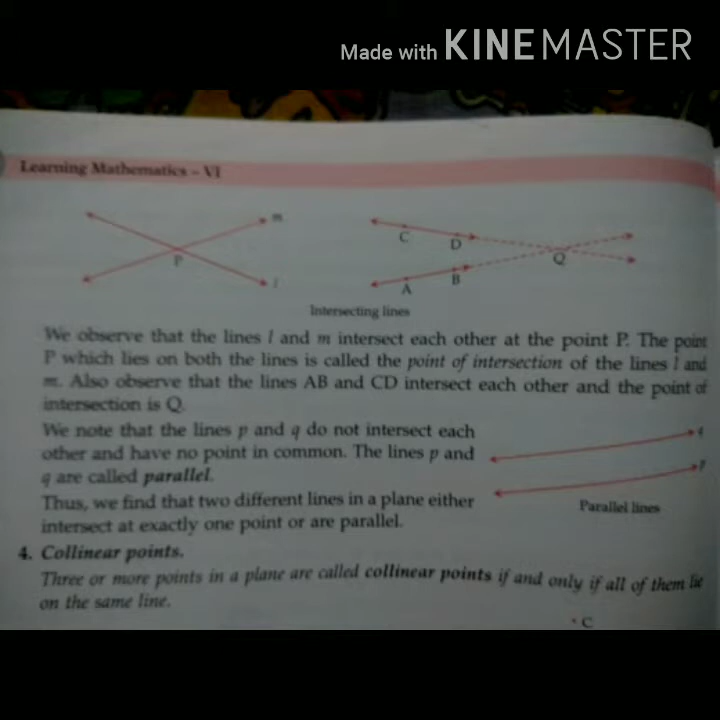 Made with KINEMASTER
Learning Mathematics – VI
m
C
D
P
Q
l
A
B
Intersecting lines
We observe that the lines l and m intersect each other at the point P. The point
P which lies on both the lines is called the point of intersection of the lines l and
m. Also observe that the lines AB and CD intersect each other and the point of
intersection is Q.
We note that the lines p and q do not intersect each
other and have no point in common. The lines p and
q are called parallel.
q
p
Parallel lines
Thus, we find that two different lines in a plane either
intersect at exactly one point or are parallel.
4. Collinear points.
Three or more points in a plane are called collinear points if and only if all of them lie
on the same line.
C